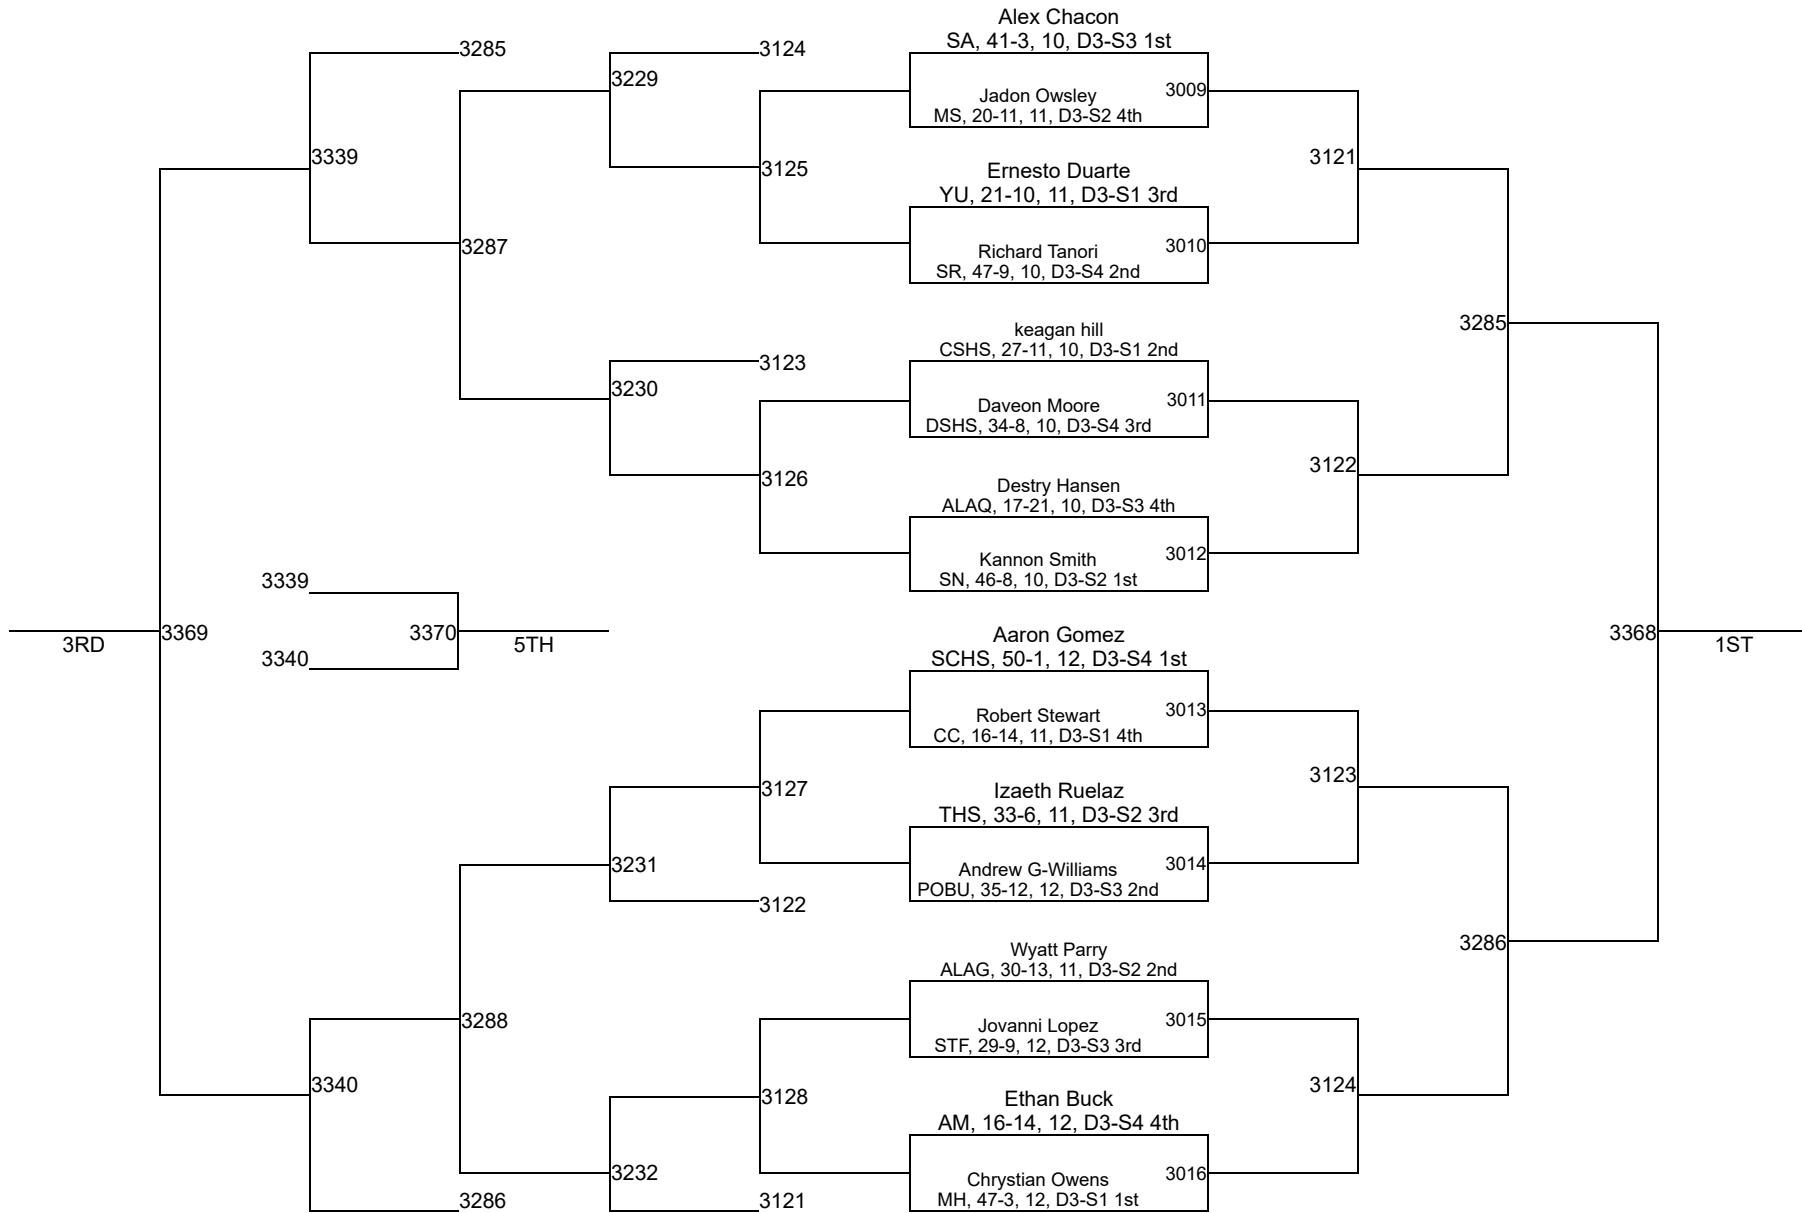 Alex Chacon
SA, 41-3, 10, D3-S3 1st
3285
3124
3229
3009
Jadon Owsley
MS, 20-11, 11, D3-S2 4th
3339
3125
3121
Ernesto Duarte
YU, 21-10, 11, D3-S1 3rd
3287
3010
Richard Tanori
SR, 47-9, 10, D3-S4 2nd
3285
keagan hill
CSHS, 27-11, 10, D3-S1 2nd
3123
3230
3011
Daveon Moore
DSHS, 34-8, 10, D3-S4 3rd
3126
3122
Destry Hansen
ALAQ, 17-21, 10, D3-S3 4th
3012
Kannon Smith
SN, 46-8, 10, D3-S2 1st
3339
3RD
3369
3370
5TH
3340
3368
1ST
Aaron Gomez
SCHS, 50-1, 12, D3-S4 1st
3013
Robert Stewart
CC, 16-14, 11, D3-S1 4th
3127
3123
Izaeth Ruelaz
THS, 33-6, 11, D3-S2 3rd
3231
3014
Andrew G-Williams
POBU, 35-12, 12, D3-S3 2nd
3122
3286
Wyatt Parry
ALAG, 30-13, 11, D3-S2 2nd
3288
3015
Jovanni Lopez
STF, 29-9, 12, D3-S3 3rd
3340
3128
3124
Ethan Buck
AM, 16-14, 12, D3-S4 4th
3232
3016
Chrystian Owens
MH, 47-3, 12, D3-S1 1st
3286
3121